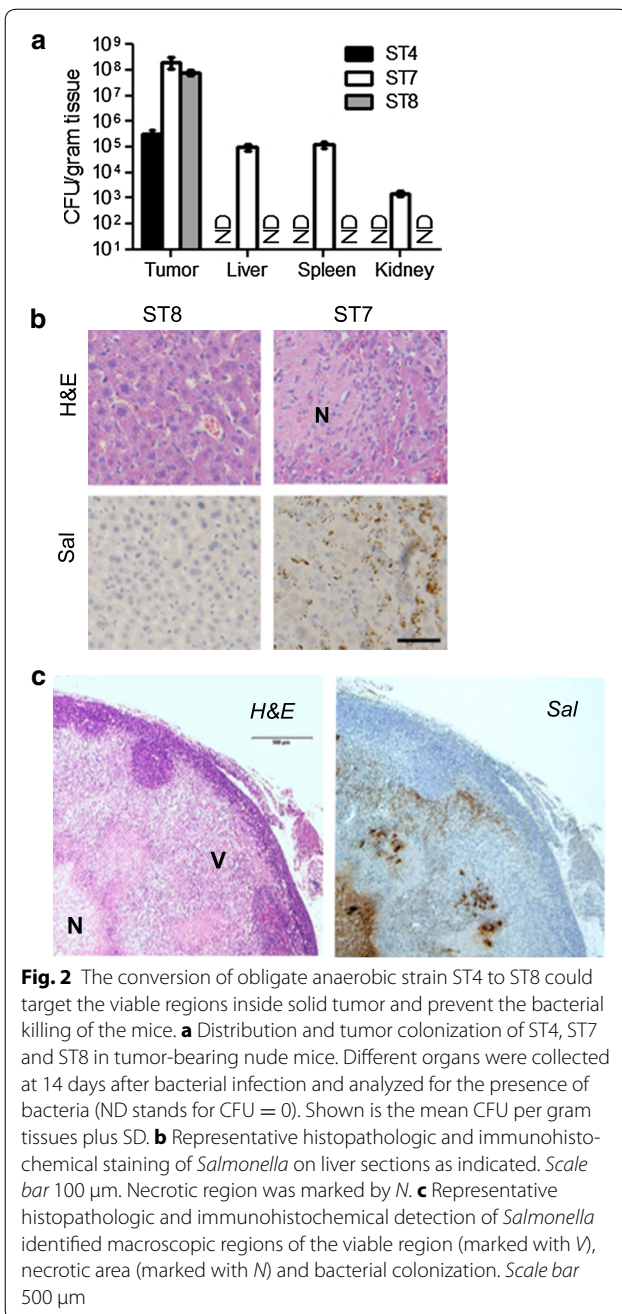 a
10⁹
10⁸
10⁷
10⁶
10⁵
10⁴
10³
10²
10¹
CFU/gram tissue
ST4
ST7
ST8
ND ND ND ND ND ND
Tumor Liver Spleen Kidney
b
ST8 ST7
H&E
N
Sal
c
H&E
500 µm
V
N
Sal
Fig. 2 The conversion of obligate anaerobic strain ST4 to ST8 could
target the viable regions inside solid tumor and prevent the bacterial
killing of the mice. a Distribution and tumor colonization of ST4, ST7
and ST8 in tumor-bearing nude mice. Different organs were collected
at 14 days after bacterial infection and analyzed for the presence of
bacteria (ND stands for CFU = 0). Shown is the mean CFU per gram
tissues plus SD. b Representative histopathologic and immunohisto-
chemical staining of Salmonella on liver sections as indicated. Scale
bar 100 µm. Necrotic region was marked by N. c Representative
histopathologic and immunohistochemical detection of Salmonella
identified macroscopic regions of the viable region (marked with V),
necrotic area (marked with N) and bacterial colonization. Scale bar
500 µm